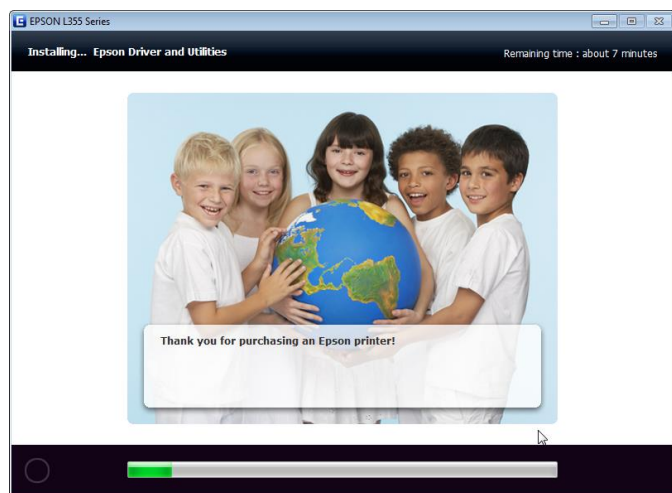 EPSON L355 Series
Installing... Epson Driver and Utilities
Remaining time : about 7 minutes
Thank you for purchasing an Epson printer!